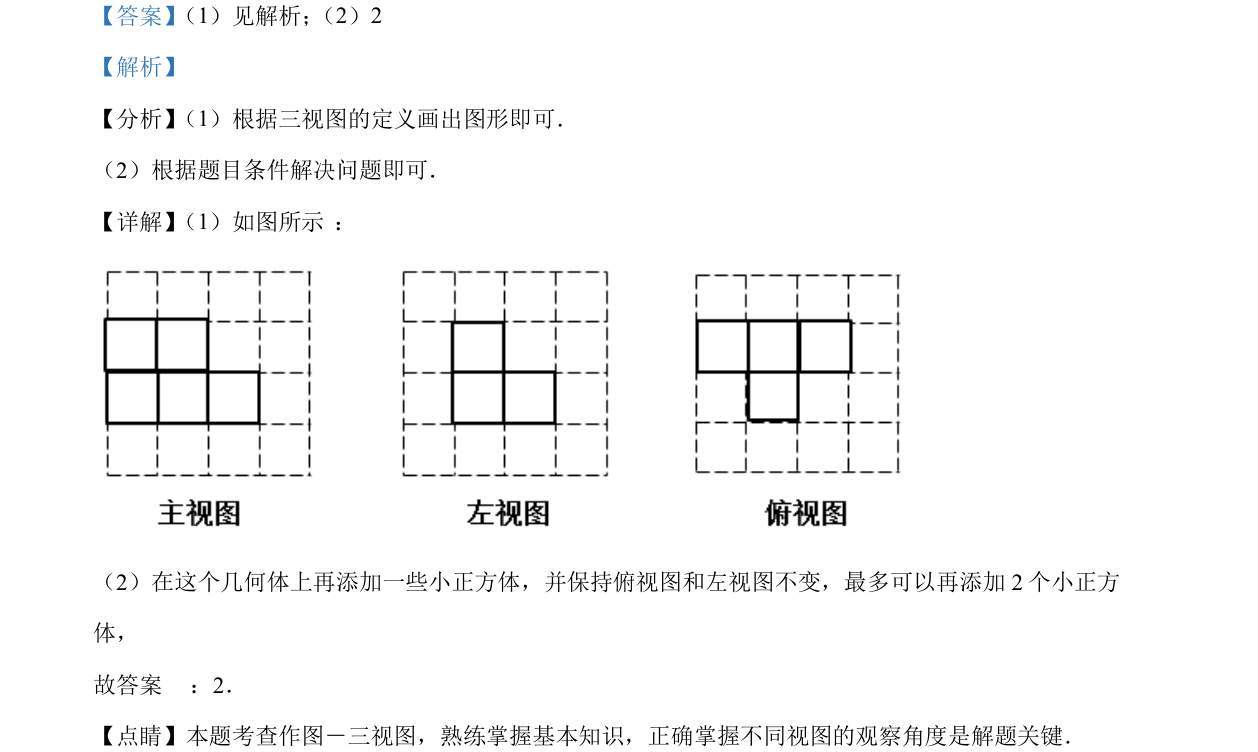 【答案】（1）见解析；（2）2
【解析】
【分析】（1）根据三视图的定义画出图形即可．
（2）根据题目条件解决问题即可．
【详解】（1）如图所示 ：
主视图 左视图 俯视图
（2）在这个几何体上再添加一些小正方体，并保持俯视图和左视图不变，最多可以再添加 2 个小正方
体，
故答案 ：2．
【点睛】本题考查作图－三视图，熟练掌握基本知识，正确掌握不同视图的观察角度是解题关键．